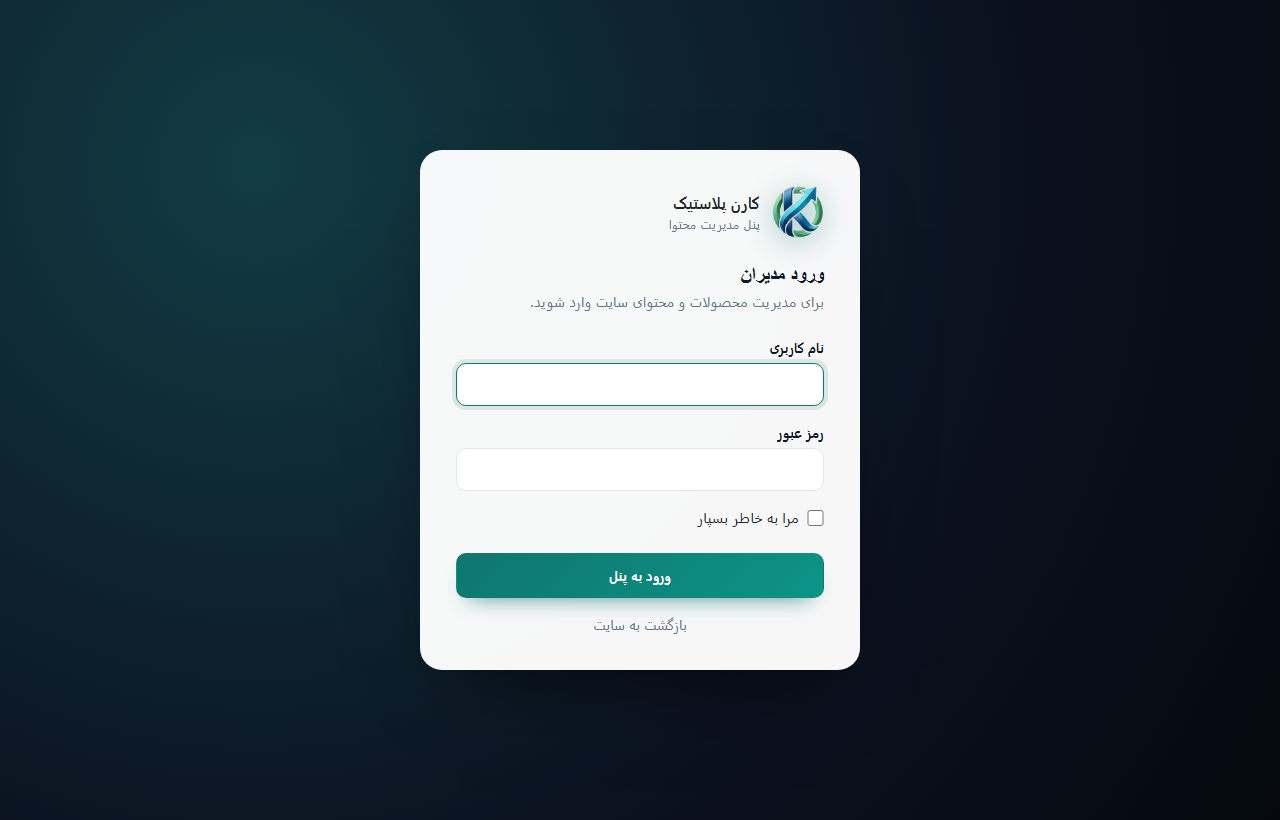 کارن پلاستیک
پنل مدیریت محتوا
ورود مدیران
برای مدیریت محصولات و محتوای سایت وارد شوید.
نام کاربری
رمز عبور
مرا به خاطر بسپار
ورود به پنل
بازگشت به سایت